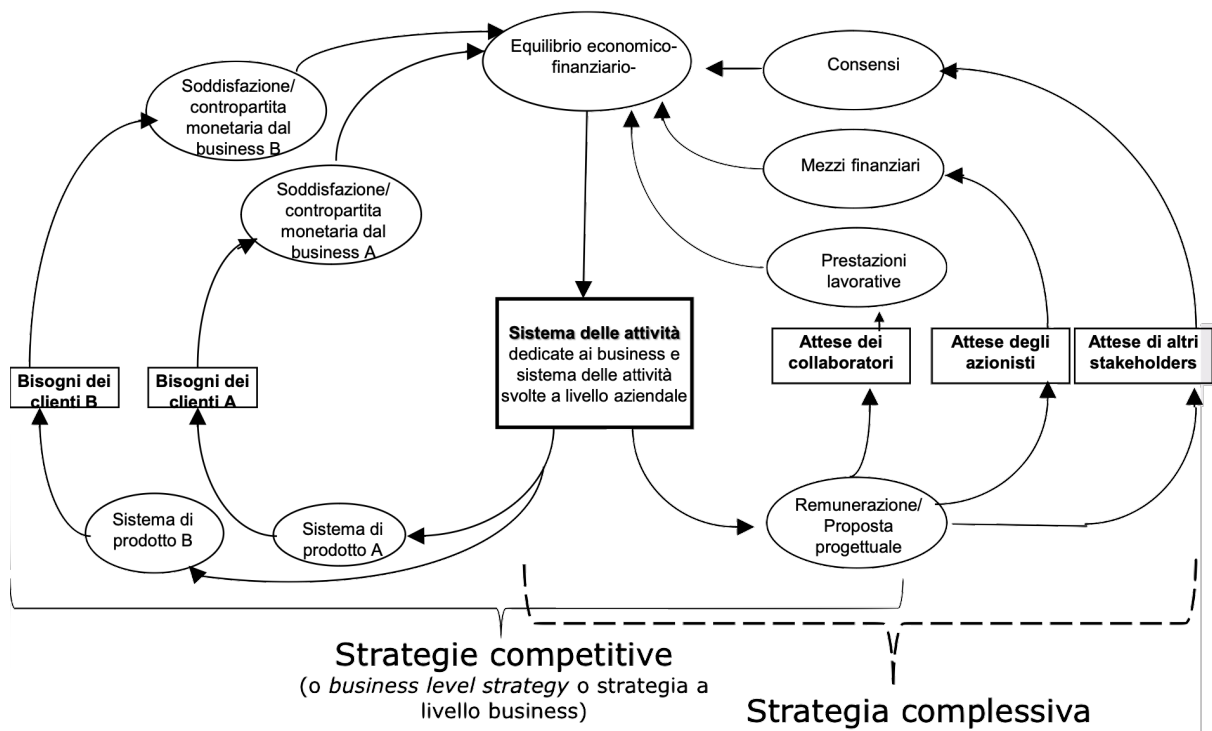 Equilibrio economico-
finanziario-
Consensi
Soddisfazione/
contropartita
monetaria dal
business B
Mezzi finanziari
Soddisfazione/
contropartita
monetaria dal
business A
Prestazioni
lavorative
Sistema delle attività
dedicate ai business e
sistema delle attività
svolte a livello aziendale
Attese dei
collaboratori
Attese degli
azionisti
Attese di altri
stakeholders
Bisogni dei
clienti B
Bisogni dei
clienti A
Sistema di
prodotto B
Sistema di
prodotto A
Remunerazione/
Proposta
progettuale
Strategie competitive
(o business level strategy o strategia a
livello business)
Strategia complessiva